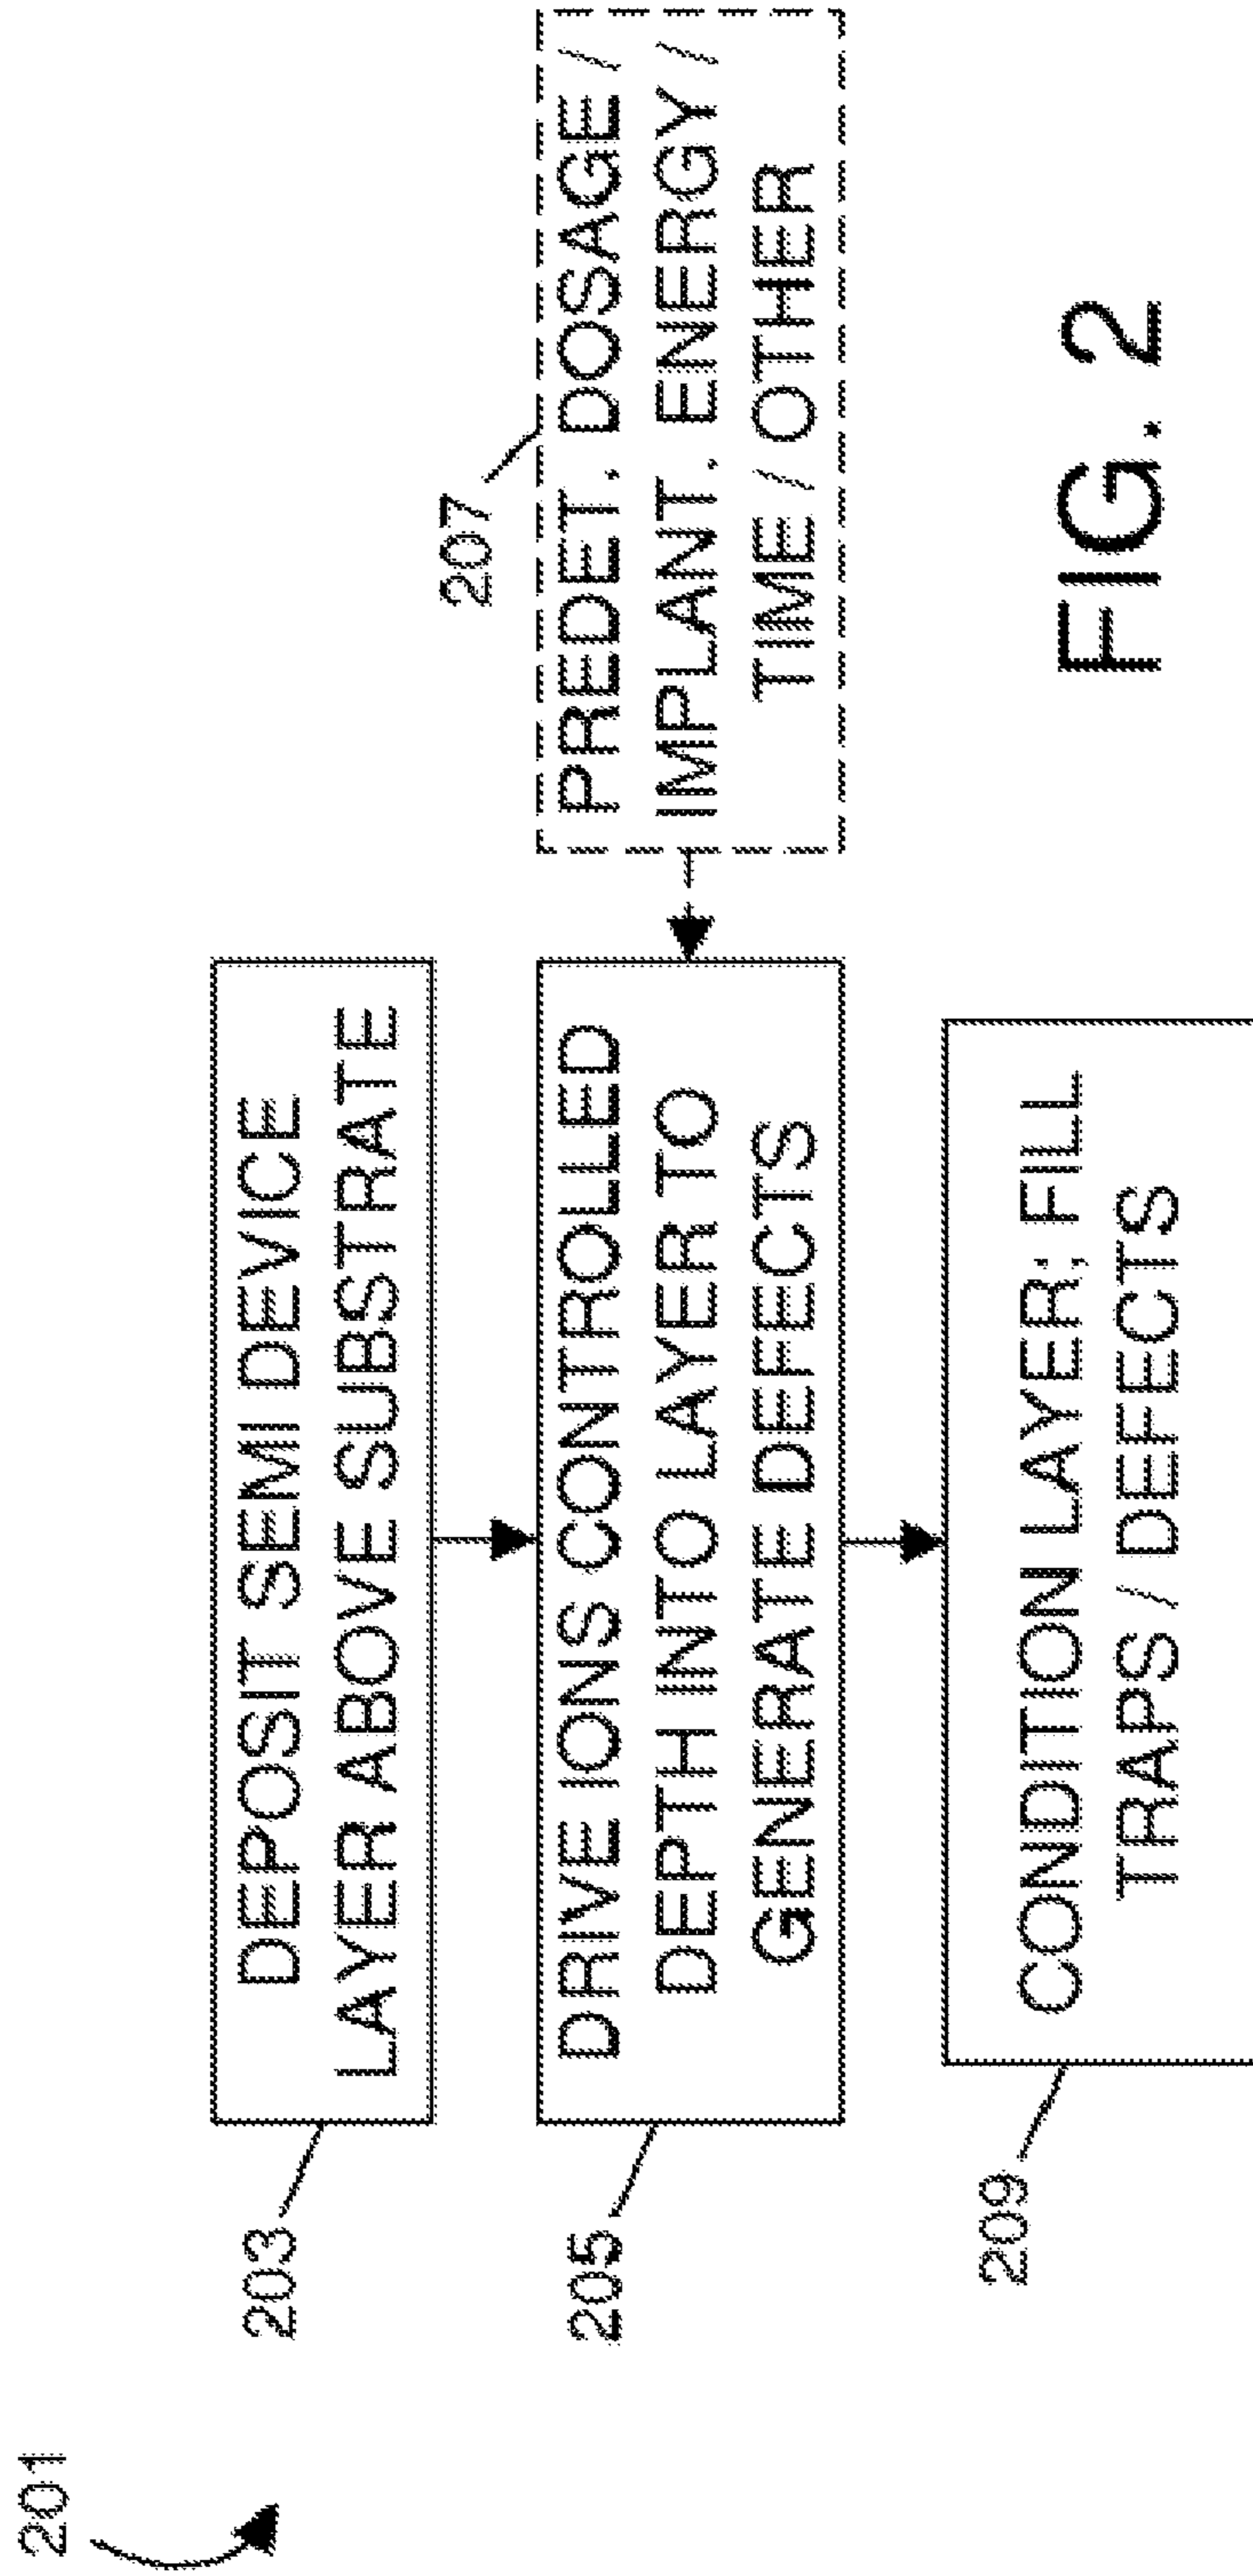 201
203
DEPOSIT SEMI DEVICE
LAYER ABOVE SUBSTRATE
207
205
DRIVE IONS CONTROLLED
DEPTH INTO LAYER TO
GENERATE DEFECTS
PREDET. DOSAGE /
IMPLANT. ENERGY /
TIME / OTHER
209
CONDITION LAYER; FILL
TRAPS / DEFECTS
FIG. 2